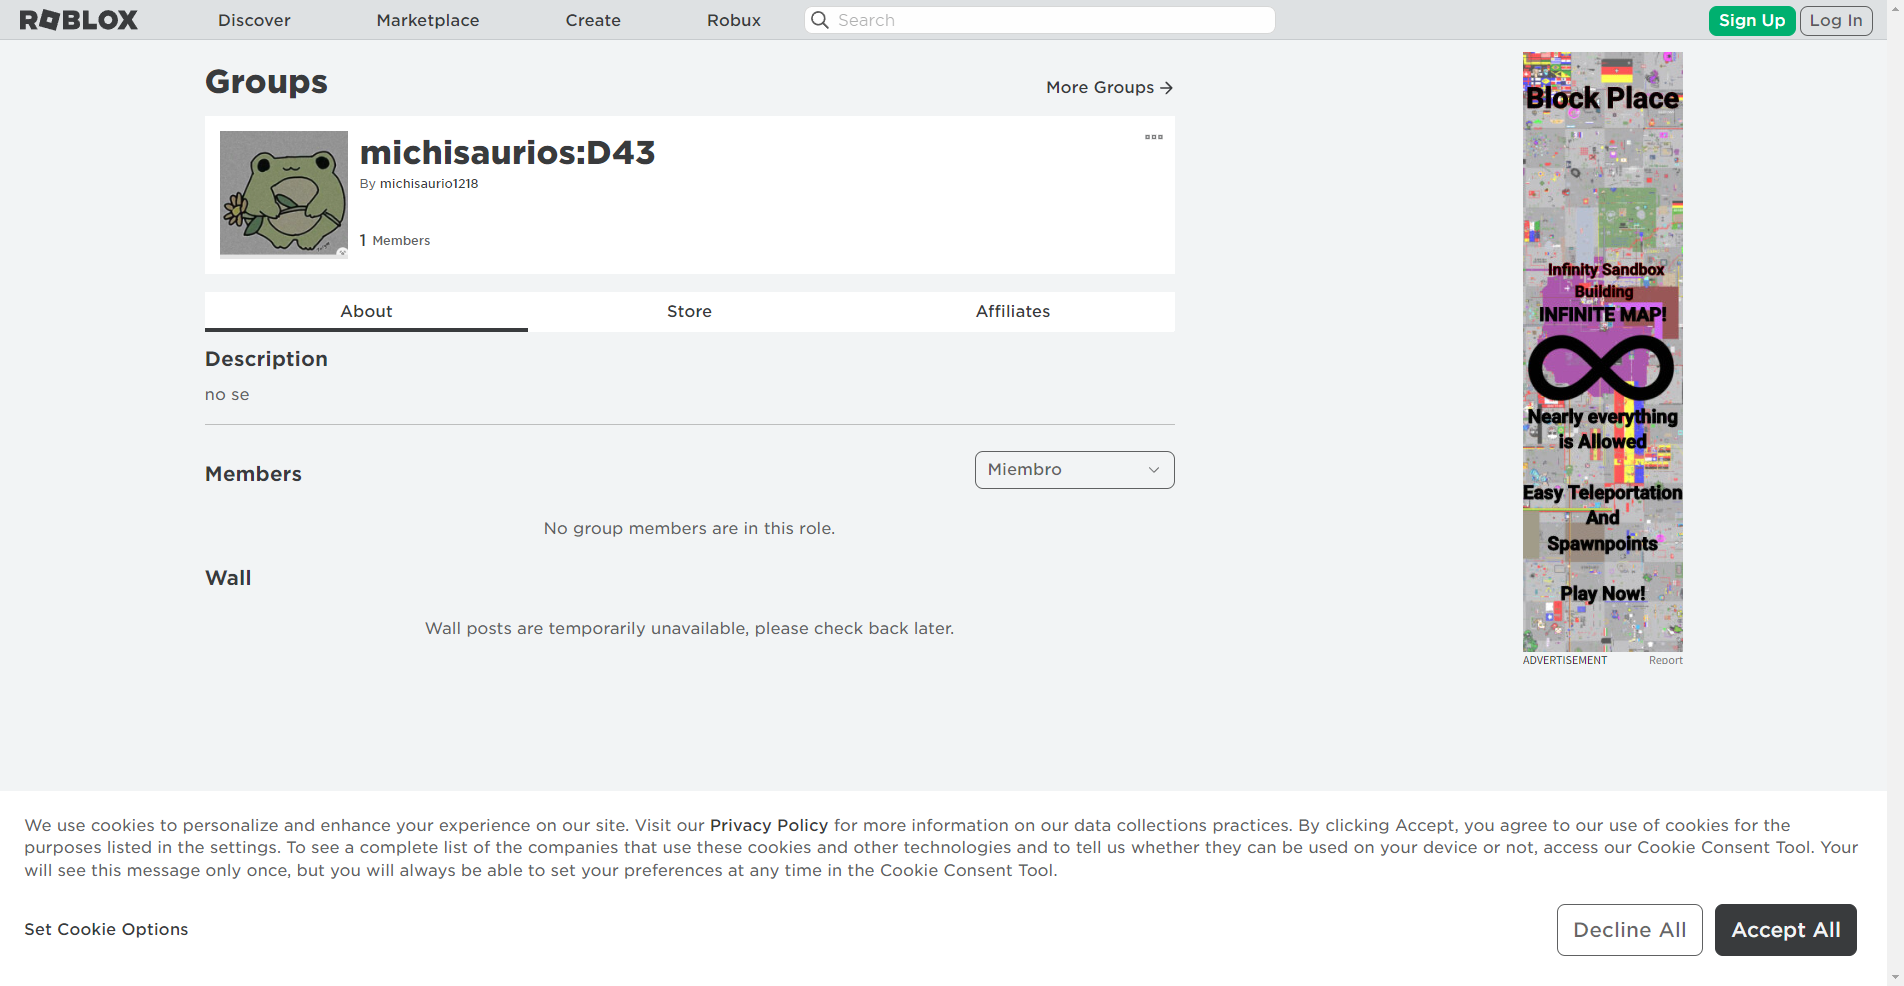 ROBLOX
Discover
Marketplace
Create
Robux
Search
Sign Up
Log In
Groups
More Groups
michisaurios:D43
By michisaurio1218
1 Members
About
Store
Affiliates
Description
no se
Members
Miembro
No group members are in this role.
Wall
Wall posts are temporarily unavailable, please check back later.
Block Place
Infinity Sandbox
Building
INFINITE MAP!
Nearly everything
is Allowed
Easy Teleportation
And
Spawnpoints
Play Now!
ADVERTISEMENT
Report
We use cookies to personalize and enhance your experience on our site. Visit our Privacy Policy for more information on our data collections practices. By clicking Accept, you agree to our use of cookies for the
purposes listed in the settings. To see a complete list of the companies that use these cookies and other technologies and to tell us whether they can be used on your device or not, access our Cookie Consent Tool. Your
will see this message only once, but you will always be able to set your preferences at any time in the Cookie Consent Tool.
Set Cookie Options
Decline All
Accept All